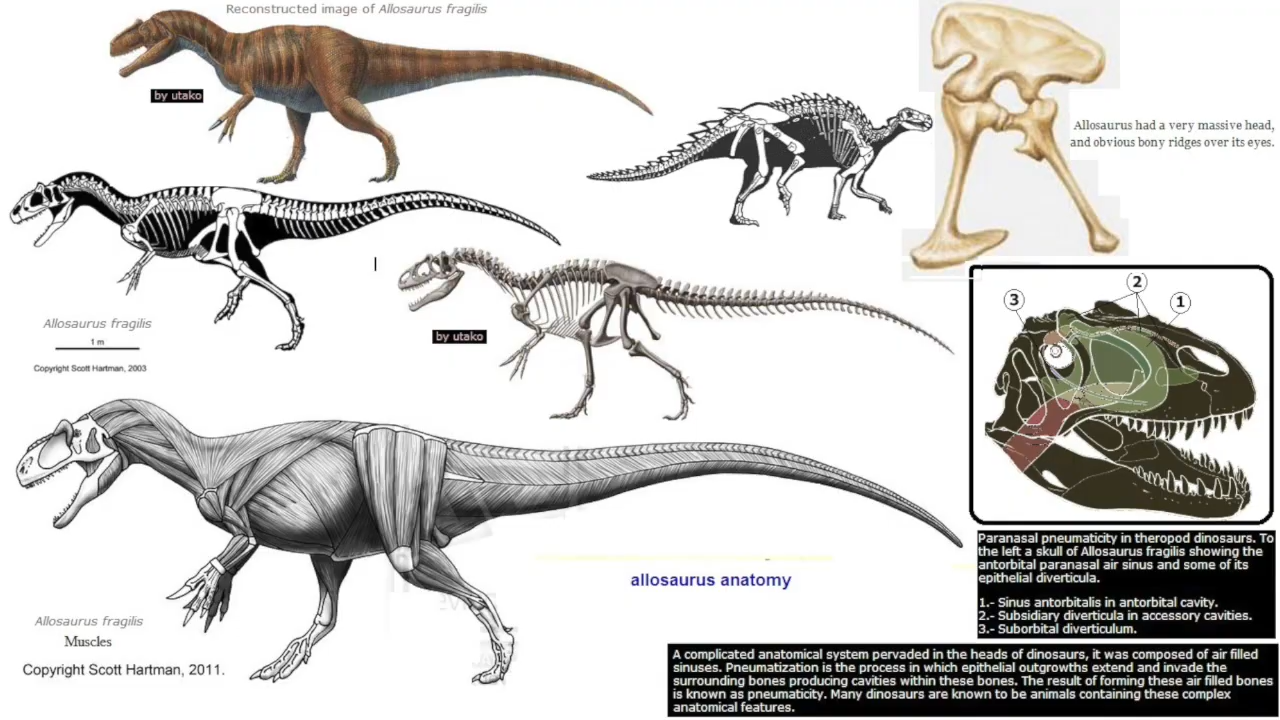 Reconstructed image of Allosaurus fragilis
by utako
Allosaurus had a very massive head,
and obvious bony ridges over its eyes.
Allosaurus fragilis
1 m
Copyright Scott Hartman, 2003
by utako
3
2
1
Paranasal pneumaticity in theropod dinosaurs. To
the left a skull of Allosaurus fragilis showing the
antorbital paranasal air sinus and some of its
epithelial diverticula.
1.- Sinus antorbitalis in antorbital cavity.
2.- Subsidiary diverticula in accessory cavities.
3.- Suborbital diverticulum.
allosaurus anatomy
Allosaurus fragilis
Muscles
Copyright Scott Hartman, 2011.
A complicated anatomical system pervaded in the heads of dinosaurs, it was composed of air filled
sinuses. Pneumatization is the process in which epithelial outgrowths extend and invade the
surrounding bones producing cavities within these bones. The result of forming these air filled bones
is known as pneumaticity. Many dinosaurs are known to be animals containing these complex
anatomical features.